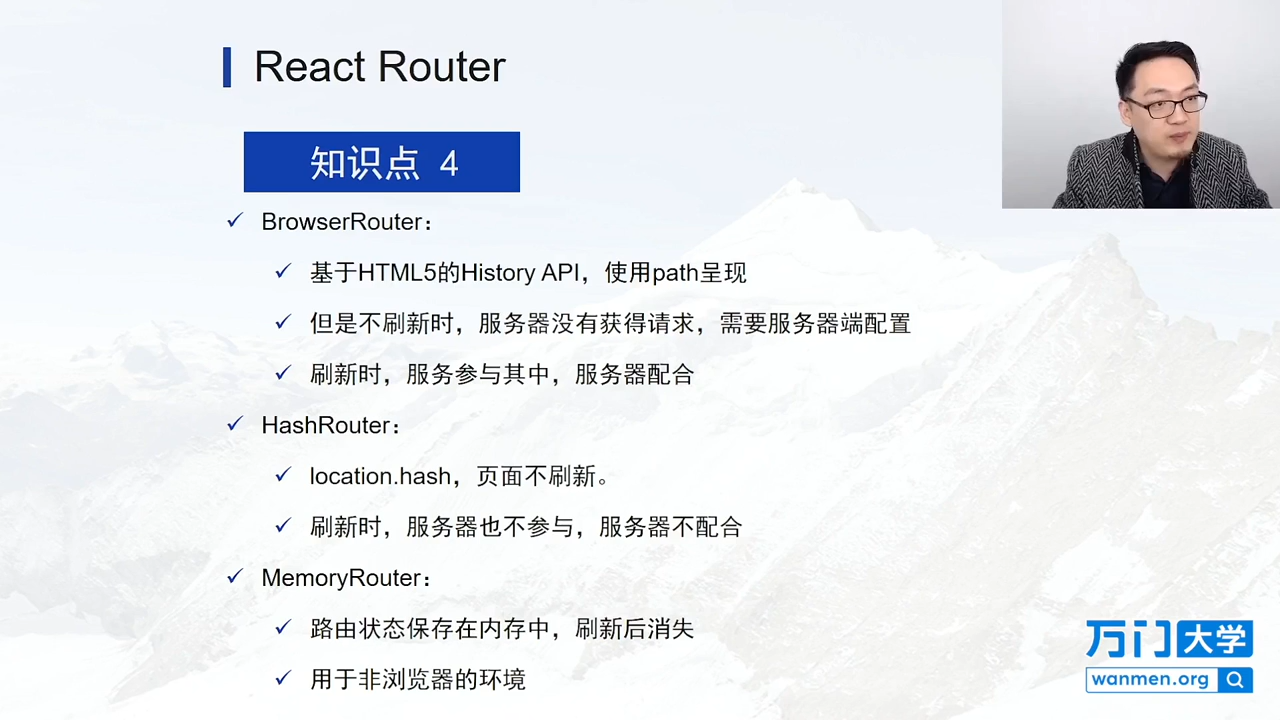 React Router
知识点 4
BrowserRouter：
基于HTML5的History API，使用path呈现
但是不刷新时，服务器没有获得请求，需要服务器端配置
刷新时，服务参与其中，服务器配合
HashRouter：
location.hash，页面不刷新。
刷新时，服务器也不参与，服务器不配合
MemoryRouter：
路由状态保存在内存中，刷新后消失
用于非浏览器的环境
万门大学
wanmen.org